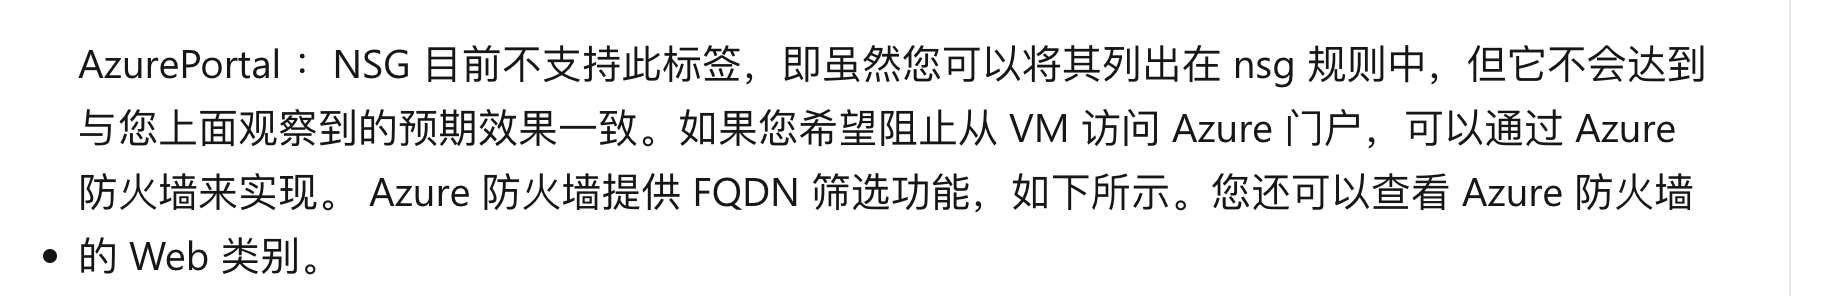 AzurePortal： NSG 目前不支持此标签，即虽然您可以将其列出在 nsg 规则中，但它不会达到
与您上面观察到的预期效果一致。如果您希望阻止从 VM 访问 Azure 门户，可以通过 Azure
防火墙来实现。 Azure 防火墙提供 FQDN 筛选功能，如下所示。您还可以查看 Azure 防火墙
• 的 Web 类别。